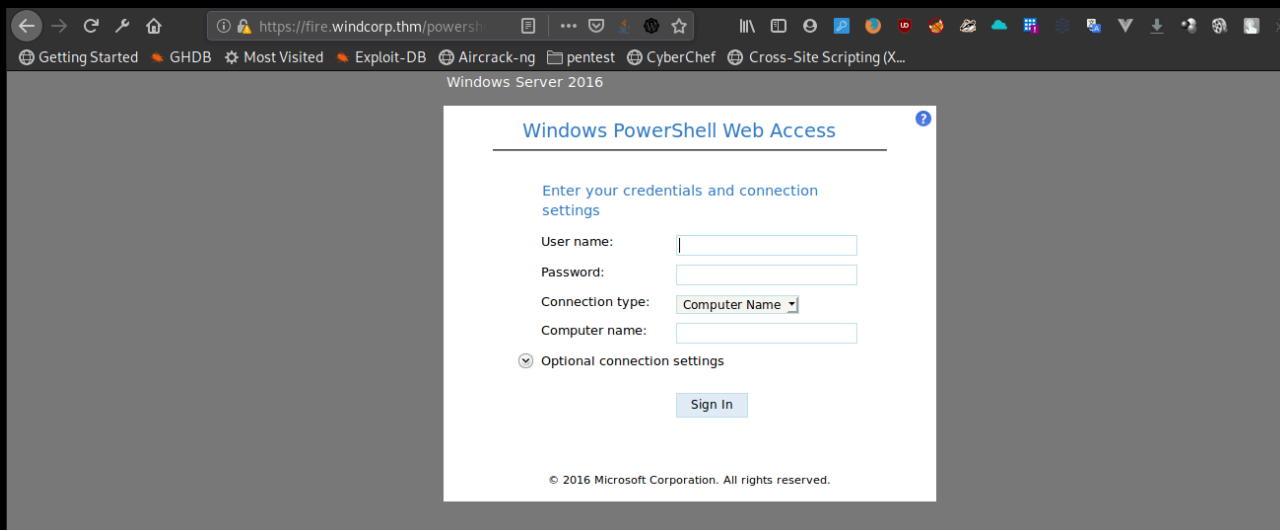 https://fire.windcorp.thm/powersh
Getting Started GHDB Most Visited Exploit-DB Aircrack-ng pentest CyberChef Cross-Site Scripting (X...
Windows Server 2016
Windows PowerShell Web Access
?
Enter your credentials and connection
settings
User name:
Password:
Connection type: Computer Name
Computer name:
Optional connection settings
Sign In
© 2016 Microsoft Corporation. All rights reserved.